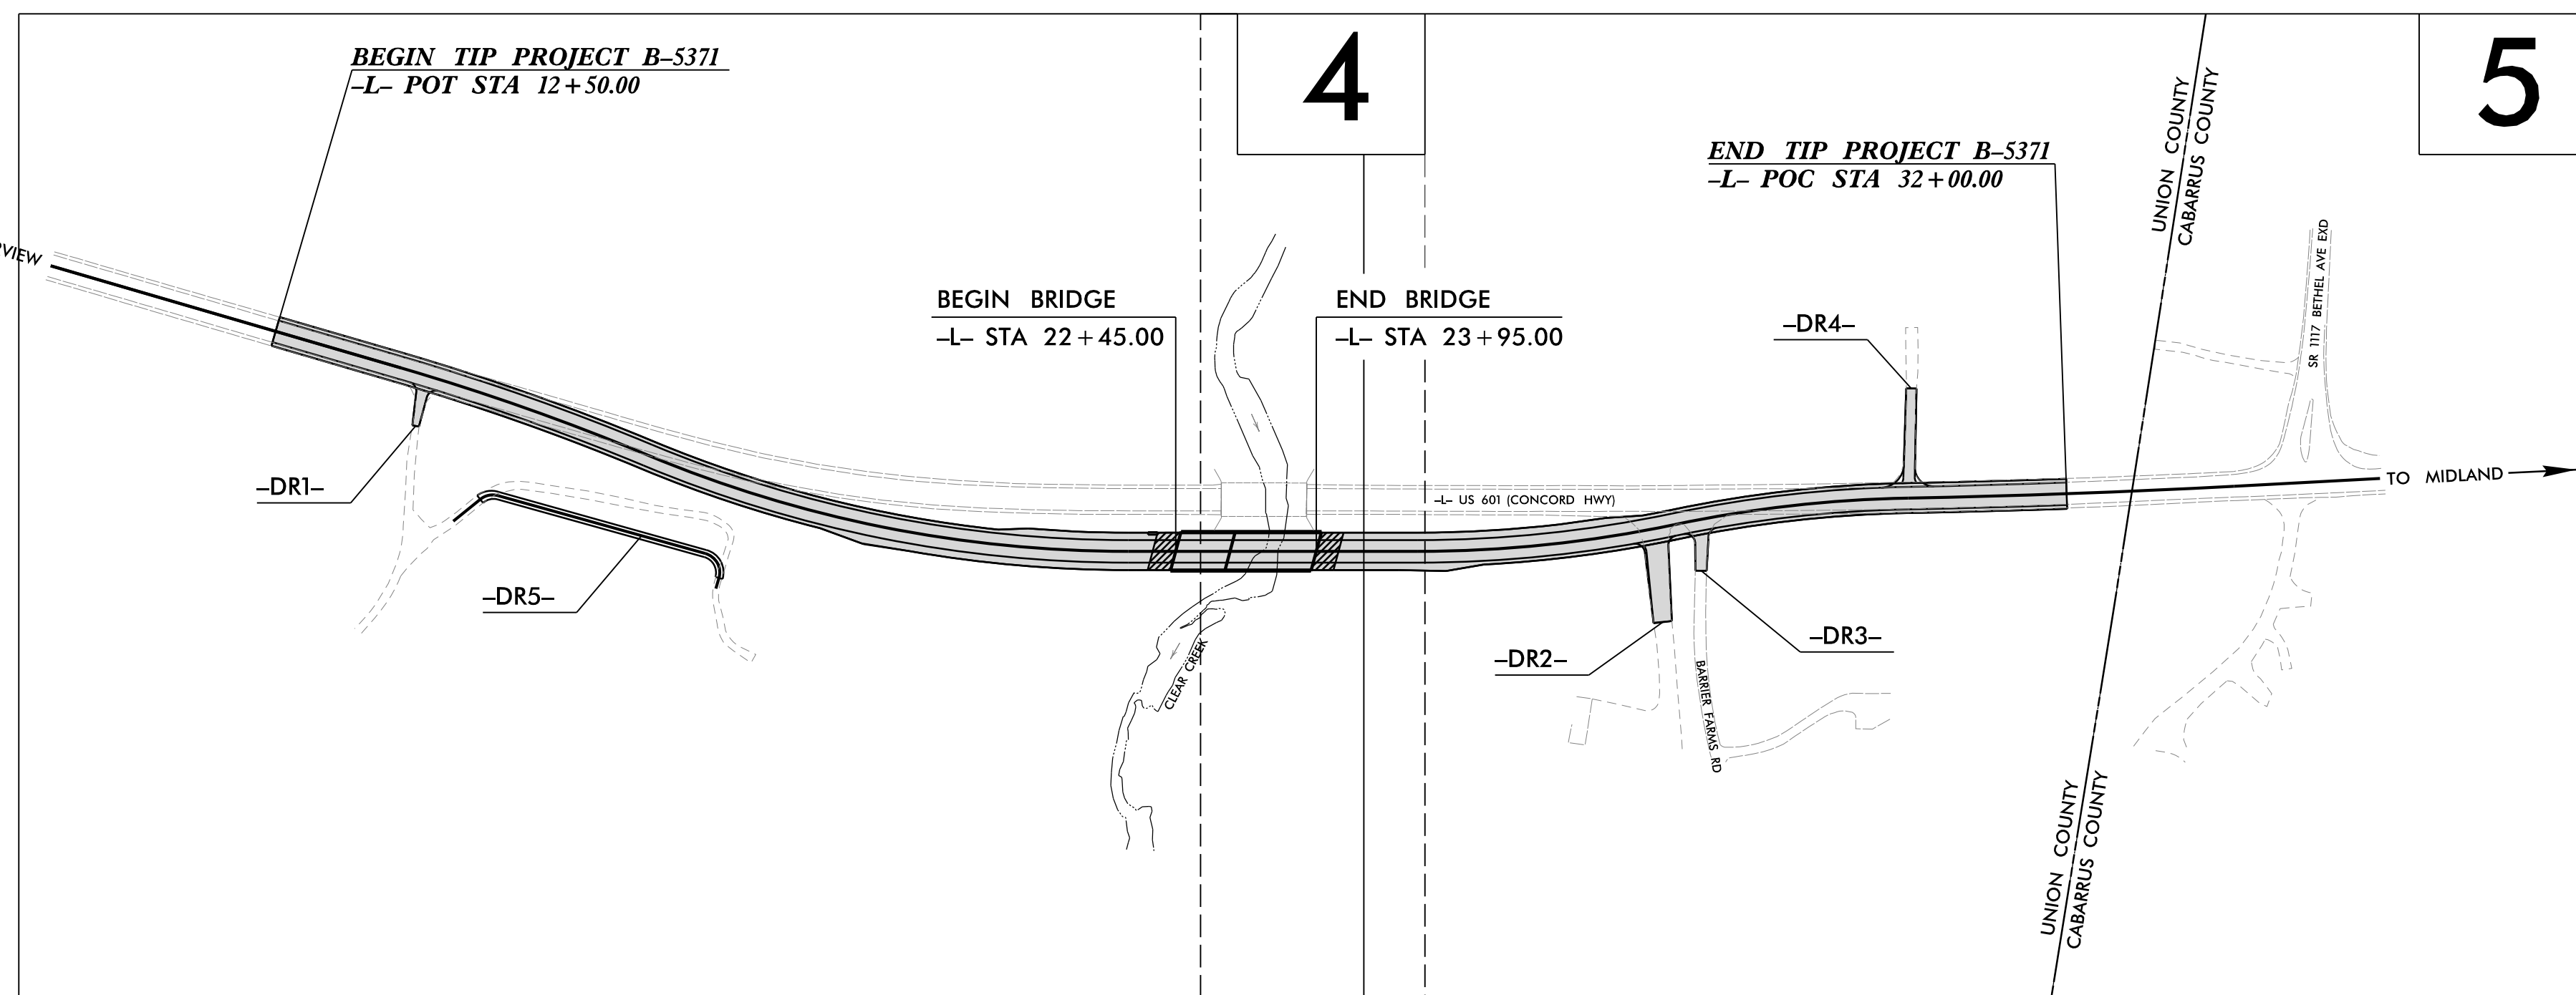 BEGIN TIP PROJECT B–5371
–L– POT STA 12+50.00
4
5
END TIP PROJECT B–5371
–L– POC STA 32+00.00
UNION COUNTY
CABARRUS COUNTY
SR 1117 BETHEL AVE EXD
BEGIN BRIDGE
–L– STA 22+45.00
END BRIDGE
–L– STA 23+95.00
–DR4–
–L– US 601 (CONCORD HWY)
TO MIDLAND
–DR1–
–DR5–
CLEAR CREEK
–DR2–
–DR3–
BARRIER FARMS RD
UNION COUNTY
CABARRUS COUNTY